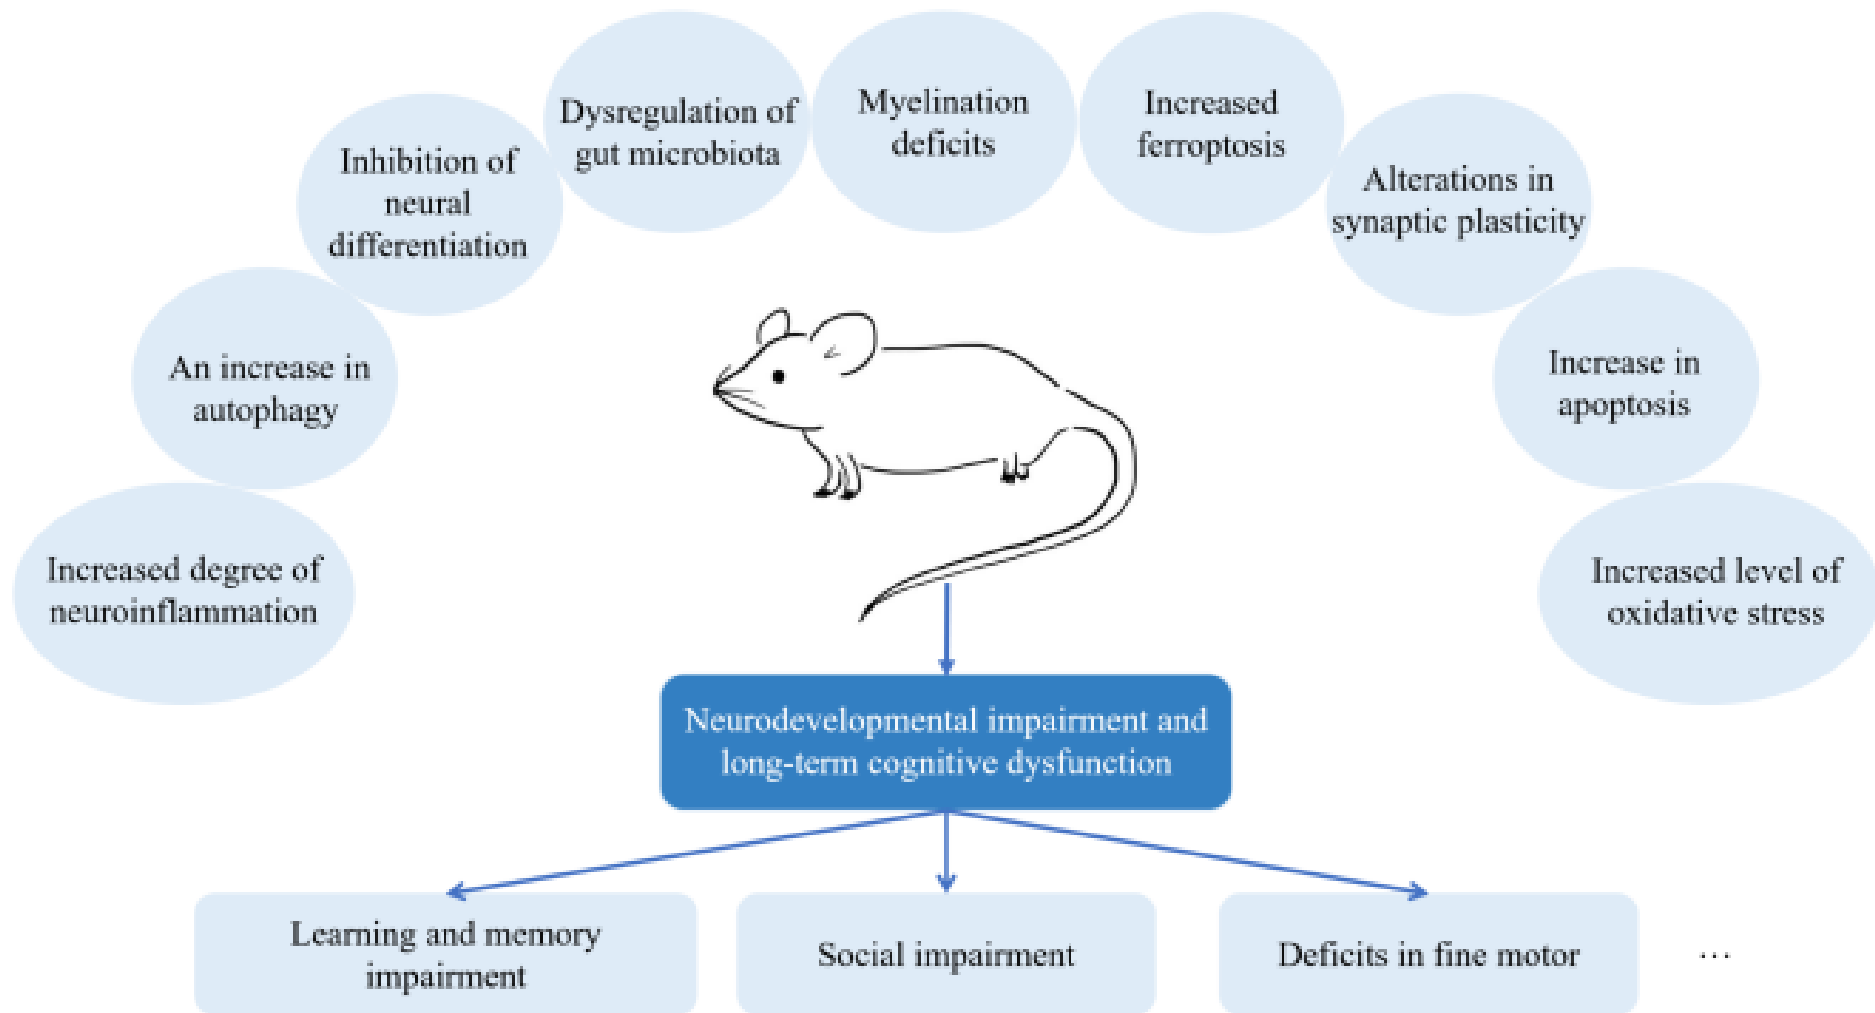 Increased degree of
neuroinflammation
An increase in
autophagy
Inhibition of
neural
differentiation
Dysregulation of
gut microbiota
Myelination
deficits
Increased
ferroptosis
Alterations in
synaptic plasticity
Increase in
apoptosis
Increased level of
oxidative stress
Neurodevelopmental impairment and
long-term cognitive dysfunction
Learning and memory
impairment
Social impairment
Deficits in fine motor
...